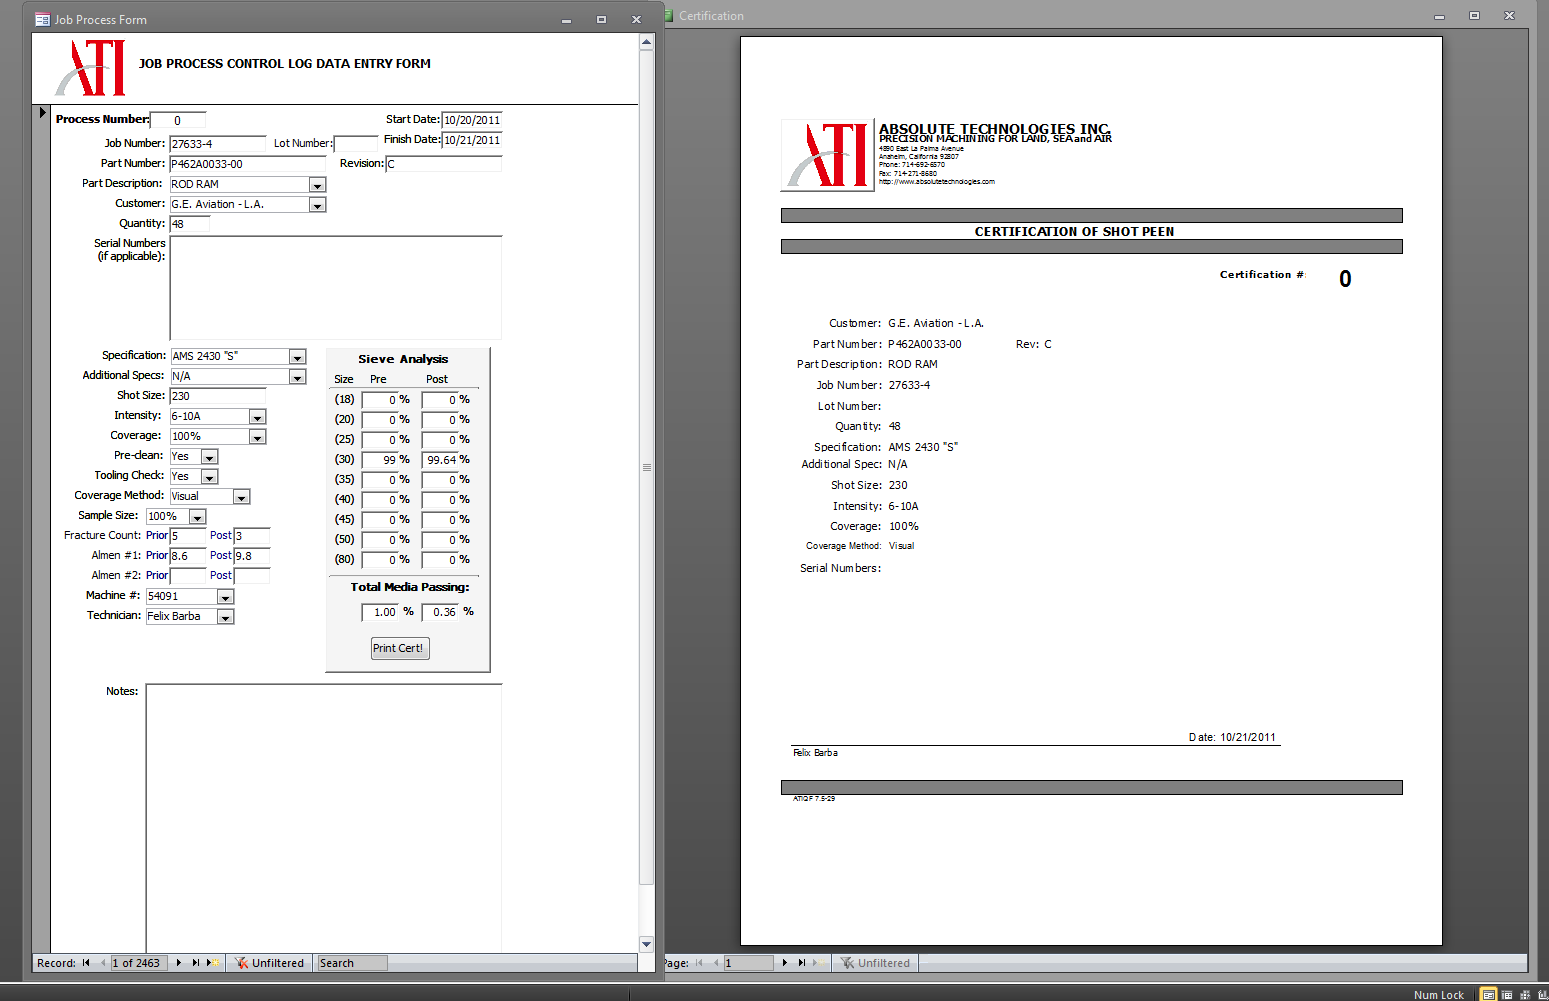 Job Process Form
ATI
JOB PROCESS CONTROL LOG DATA ENTRY FORM
Process Number: 0
Start Date: 10/20/2011
Job Number: 27633-4 Lot Number: Finish Date: 10/21/2011
Part Number: P462A0033-00 Revision: C
Part Description: ROD RAM
Customer: G.E. Aviation - L.A.
Quantity: 48
Serial Numbers
(if applicable):
Specification: AMS 2430 "S"
Additional Specs: N/A
Shot Size: 230
Intensity: 6-10A
Coverage: 100%
Pre-clean: Yes
Tooling Check: Yes
Coverage Method: Visual
Sample Size: 100%
Fracture Count: Prior 5 Post 3
Almen #1: Prior 8.6 Post 9.8
Almen #2: Prior Post
Machine #: 54091
Technician: Felix Barba
Sieve Analysis
Size Pre Post
(18) 0 % 0 %
(20) 0 % 0 %
(25) 0 % 0 %
(30) 99 % 99.64 %
(35) 0 % 0 %
(40) 0 % 0 %
(45) 0 % 0 %
(50) 0 % 0 %
(80) 0 % 0 %
Total Media Passing:
1.00 % 0.36 %
Print Cert!
Notes:
Record: 1 of 2463 Unfiltered Search
Certification
ATI
ABSOLUTE TECHNOLOGIES INC.
PRECISION MACHINING FOR LAND, SEA and AIR
4390 East La Palma Avenue
Anaheim, California 92807
Phone: 714-692-6570
Fax: 714-271-8680
http://www.absolutetechnologies.com
CERTIFICATION OF SHOT PEEN
Certification #: 0
Customer: G.E. Aviation - L.A.
Part Number: P462A0033-00 Rev: C
Part Description: ROD RAM
Job Number: 27633-4
Lot Number:
Quantity: 48
Specification: AMS 2430 "S"
Additional Spec: N/A
Shot Size: 230
Intensity: 6-10A
Coverage: 100%
Coverage Method: Visual
Serial Numbers:
Date: 10/21/2011
Felix Barba
ATIQF 7.5-29
Page: 1 Unfiltered
Num Lock